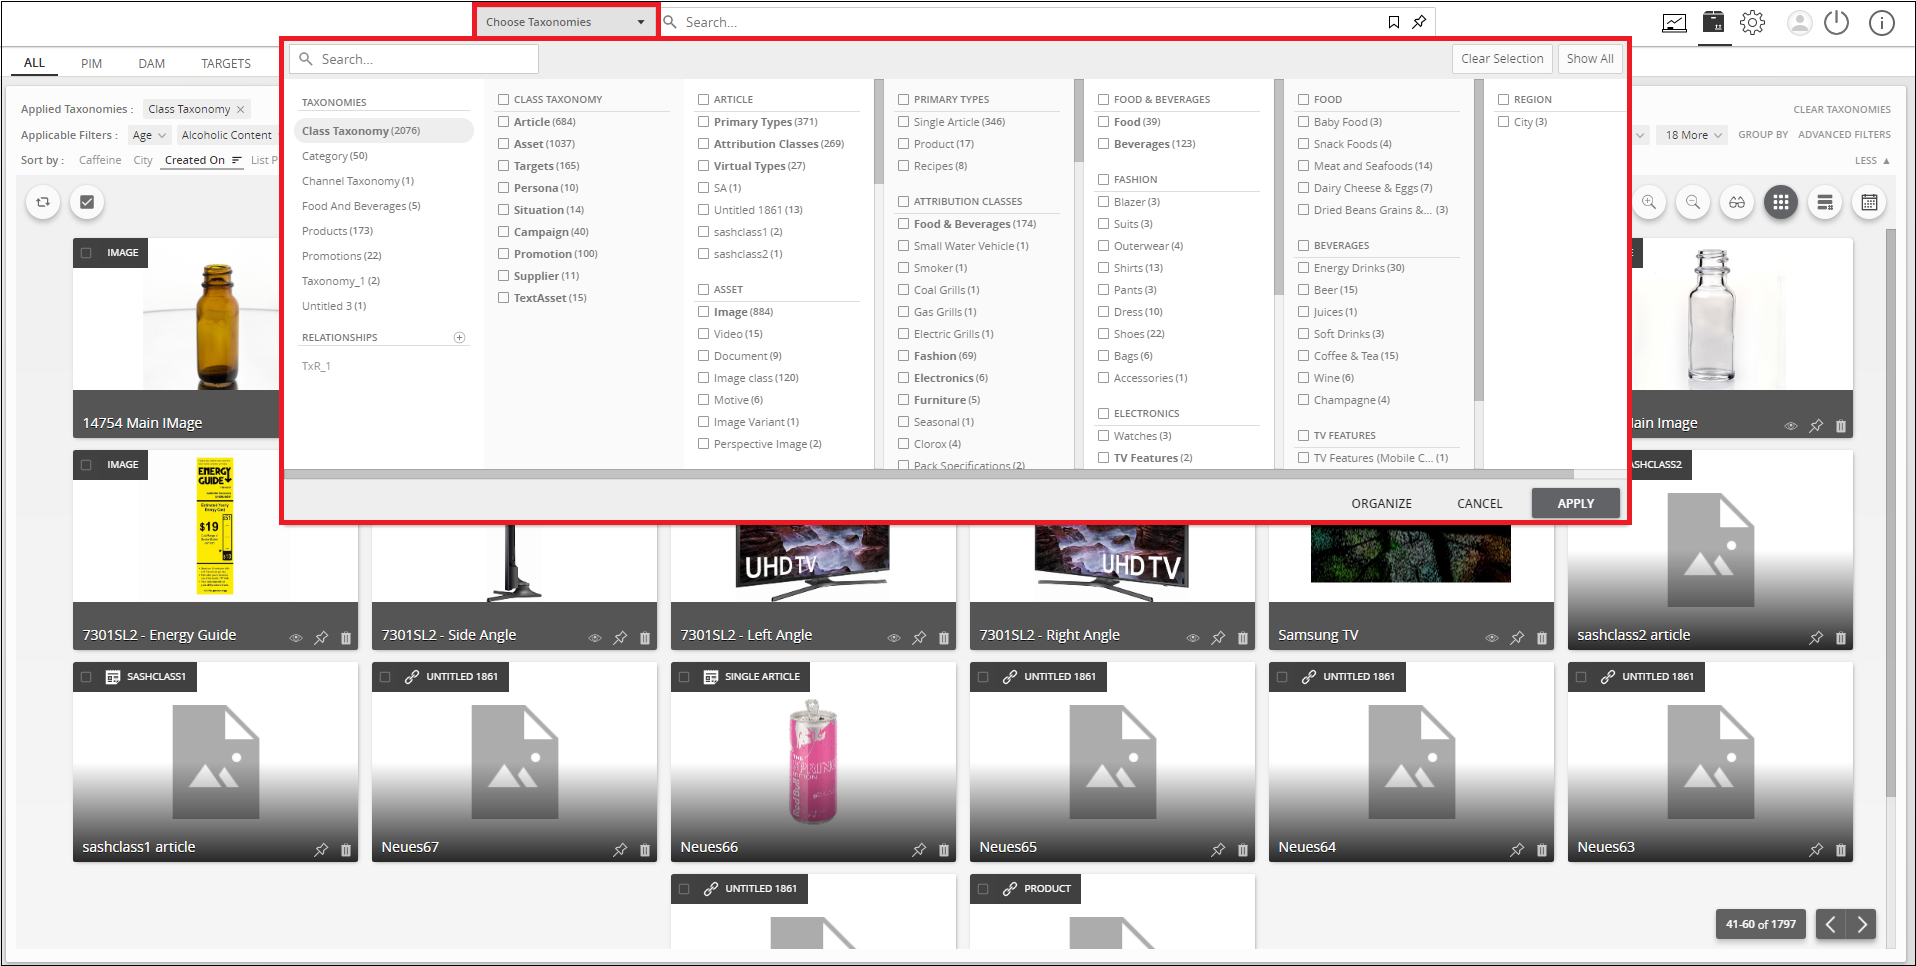 Choose Taxonomies
Search...
ALL
PIM
DAM
TARGETS
Applied Taxonomies :
Class Taxonomy
Applicable Filters :
Age
Alcoholic Content
Sort by :
Caffeine
City
Created On
List P
CLEAR TAXONOMIES
18 More
GROUP BY
ADVANCED FILTERS
LESS
Search...
Clear Selection
Show All
TAXONOMIES
Class Taxonomy (2076)
Category (50)
Channel Taxonomy (1)
Food And Beverages (5)
Products (173)
Promotions (22)
Taxonomy_1 (2)
Untitled 3 (1)
RELATIONSHIPS
TxR_1
CLASS TAXONOMY
Article (684)
Asset (1037)
Targets (165)
Persona (10)
Situation (14)
Campaign (40)
Promotion (100)
Supplier (11)
TextAsset (15)
ARTICLE
Primary Types (371)
Attribution Classes (269)
Virtual Types (27)
SA (1)
Untitled 1861 (13)
sashclass1 (2)
sashclass2 (1)
ASSET
Image (884)
Video (15)
Document (9)
Image class (120)
Motive (6)
Image Variant (1)
Perspective Image (2)
PRIMARY TYPES
Single Article (346)
Product (17)
Recipes (8)
ATTRIBUTION CLASSES
Food & Beverages (174)
Small Water Vehicle (1)
Smoker (1)
Coal Grills (1)
Gas Grills (1)
Electric Grills (1)
Fashion (69)
Electronics (6)
Furniture (5)
Seasonal (1)
Clorox (4)
Pack Specifications (2)
FOOD & BEVERAGES
Food (39)
Beverages (123)
FASHION
Blazer (3)
Suits (3)
Outerwear (4)
Shirts (13)
Pants (3)
Dress (10)
Shoes (22)
Bags (6)
Accessories (1)
ELECTRONICS
Watches (3)
TV Features (2)
FOOD
Baby Food (3)
Snack Foods (4)
Meat and Seafoods (14)
Dairy Cheese & Eggs (7)
Dried Beans Grains &... (3)
BEVERAGES
Energy Drinks (30)
Beer (15)
Juices (1)
Soft Drinks (3)
Coffee & Tea (15)
Wine (6)
Champagne (4)
TV FEATURES
TV Features (Mobile C... (1)
REGION
City (3)
ORGANIZE
CANCEL
APPLY
IMAGE
14754 Main IMage
ain Image
IMAGE
ENERGY
GUIDE
$19
7301SL2 - Energy Guide
7301SL2 - Side Angle
UHD TV
7301SL2 - Left Angle
UHD TV
7301SL2 - Right Angle
Samsung TV
SHCLASS2
sashclass2 article
SASHCLASS1
sashclass1 article
UNTITLED 1861
Neues67
SINGLE ARTICLE
Neues66
UNTITLED 1861
Neues65
UNTITLED 1861
Neues64
UNTITLED 1861
Neues63
UNTITLED 1861
PRODUCT
41-60 of 1797